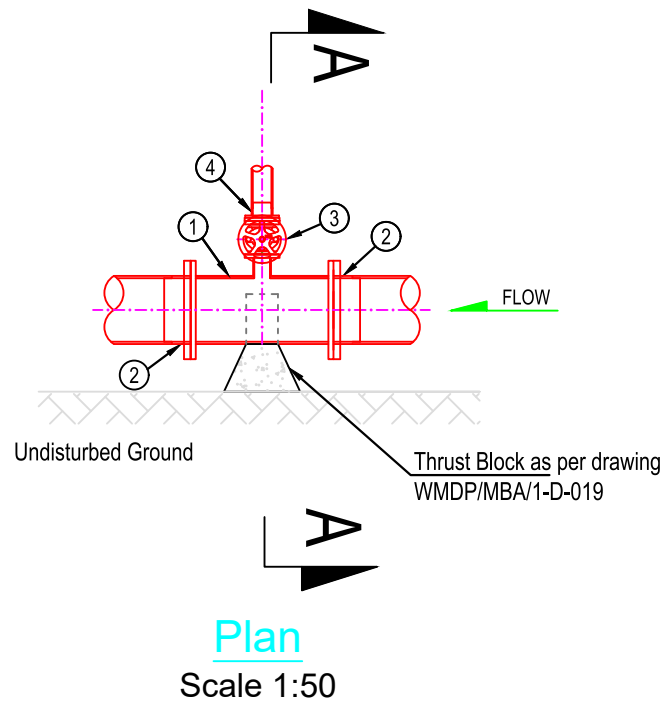 A
4
1
3
2
FLOW
2
Undisturbed Ground
Thrust Block as per drawing
WMDP/MBA/1-D-019
A
Plan
Scale 1:50